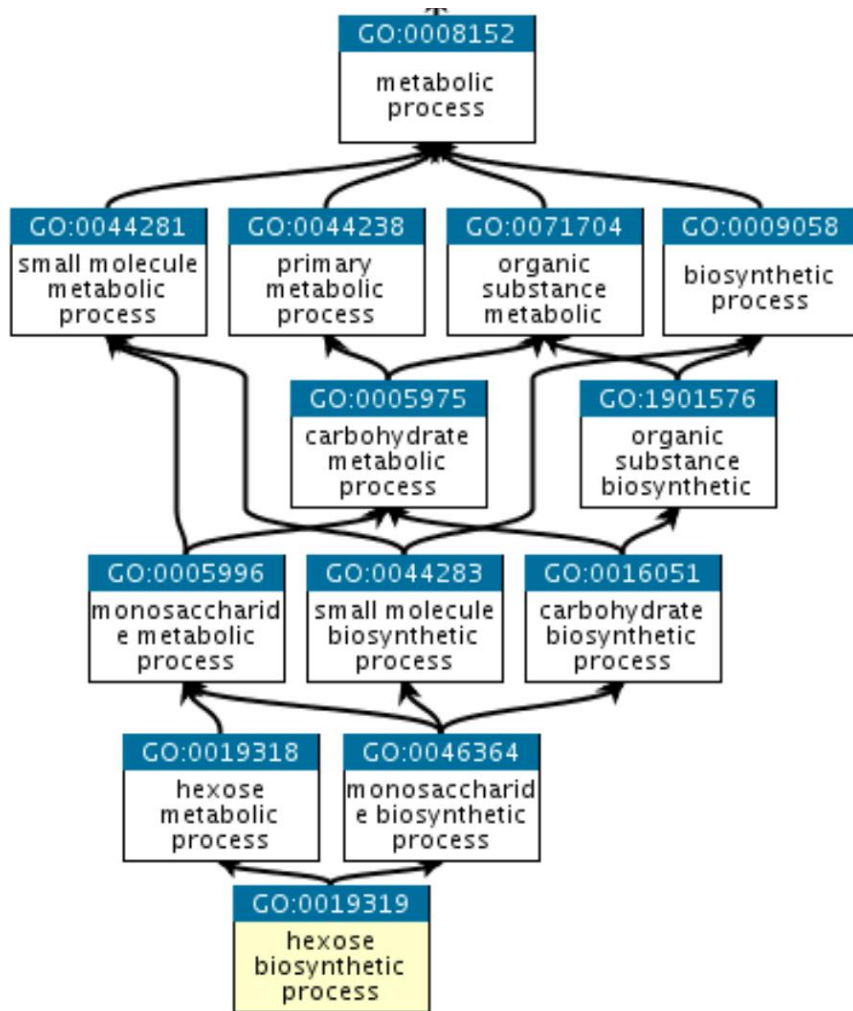 GO:0008152
metabolic
process
GO:0044281
small molecule
metabolic
process
GO:0044238
primary
metabolic
process
GO:0071704
organic
substance
metabolic
GO:0009058
biosynthetic
process
GO:0005975
carbohydrate
metabolic
process
GO:1901576
organic
substance
biosynthetic
GO:0005996
monosaccharid
e metabolic
process
GO:0044283
small molecule
biosynthetic
process
GO:0016051
carbohydrate
biosynthetic
process
GO:0019318
hexose
metabolic
process
GO:0046364
monosaccharid
e biosynthetic
process
GO:0019319
hexose
biosynthetic
process